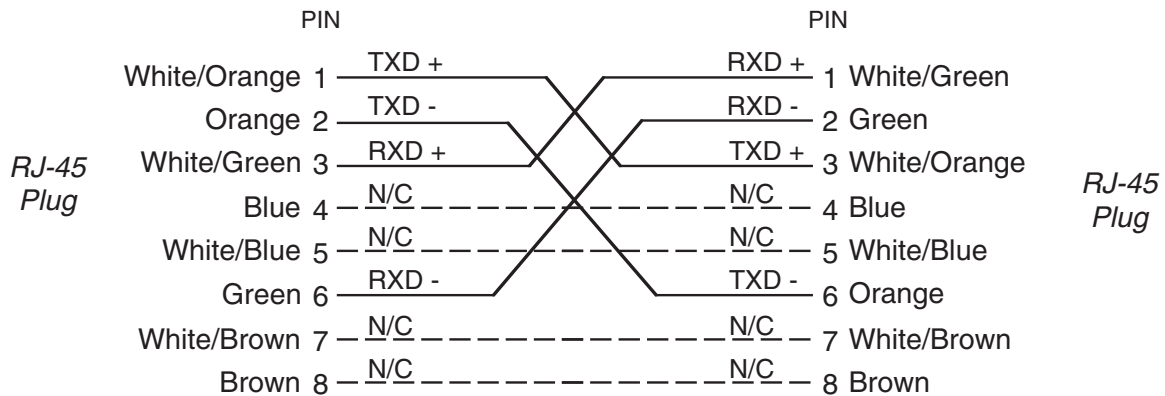 PIN PIN
White/Orange 1 TXD + RXD + 1 White/Green
Orange 2 TXD - RXD - 2 Green
White/Green 3 RXD + TXD + 3 White/Orange
Blue 4 N/C N/C 4 Blue
White/Blue 5 N/C N/C 5 White/Blue
Green 6 RXD - TXD - 6 Orange
White/Brown 7 N/C N/C 7 White/Brown
Brown 8 N/C N/C 8 Brown
RJ-45
Plug
RJ-45
Plug